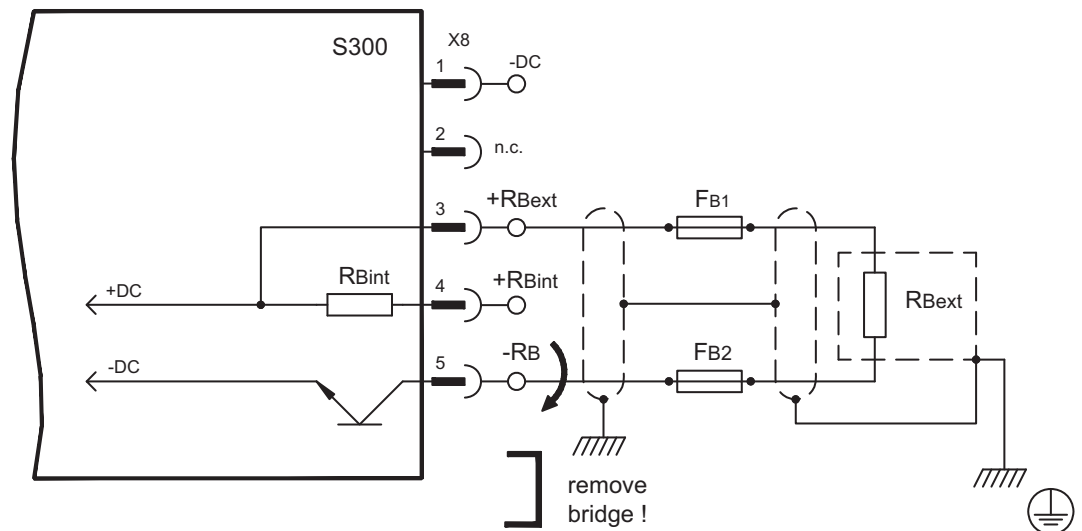 S300
X8
1
-DC
2
n.c.
3
+RBext
FB1
RBint
4
+RBint
RBext
+DC
-DC
5
-RB
FB2
remove
bridge !